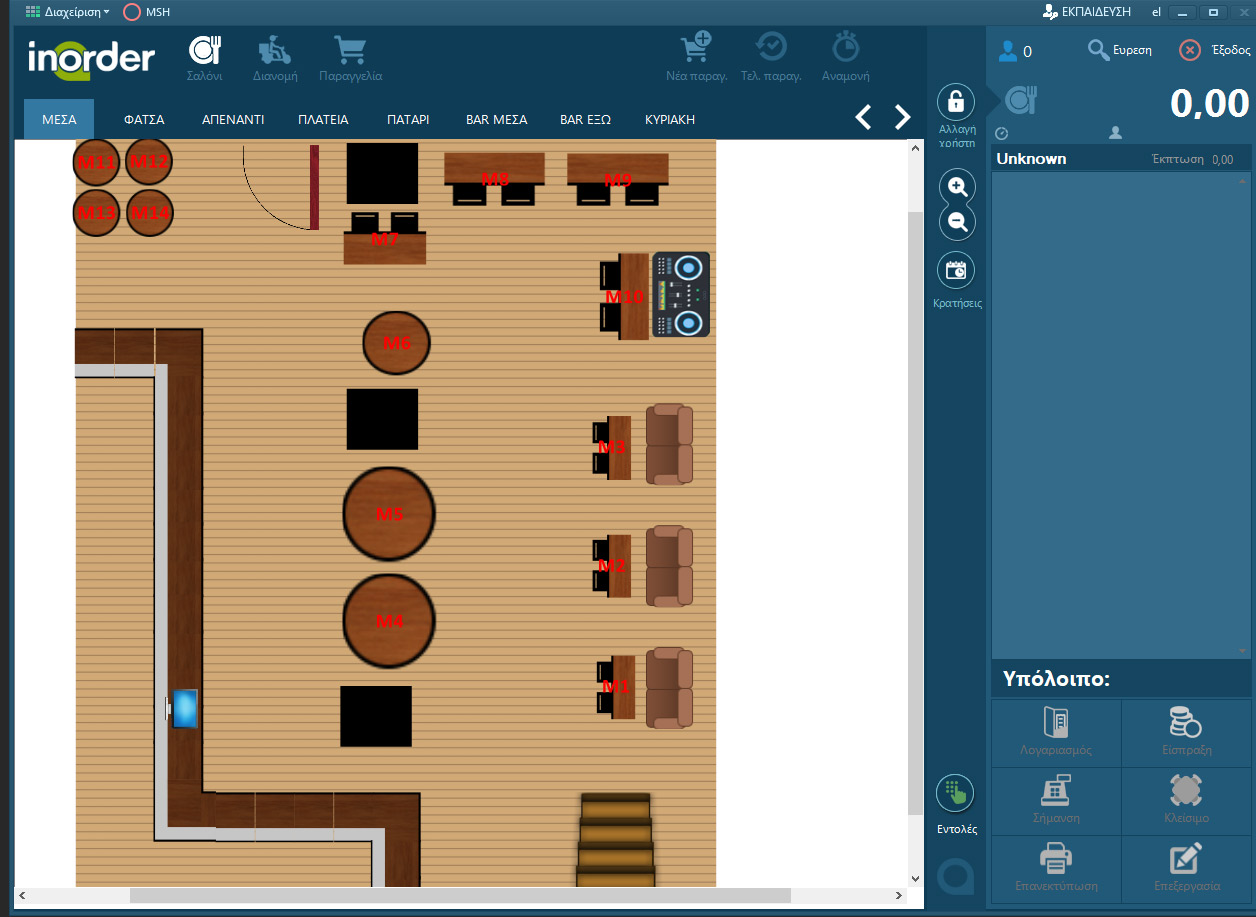 Διαχείριση MSH ΕΚΠΑΙΔΕΥΣΗ el
inorder Σαλόνι Διανομή Παραγγελία Νέα παραγ. Τελ. παραγ. Αναμονή
0 Ευρεση Έξοδος
0,00
ΜΕΣΑ ΦΑΤΣΑ ΑΠΕΝΑΝΤΙ ΠΛΑΤΕΙΑ ΠΑΤΑΡΙ BAR ΜΕΣΑ BAR ΕΞΩ ΚΥΡΙΑΚΗ
Αλλαγή
χρήστη
Unknown Έκπτωση 0,00
M11 M12
M13 M14
M8 M9
M7
M10
Κρατήσεις
M6
M3
M5
M2
M4
M1
Υπόλοιπο:
Λογαριασμός Είσπραξη
Σήμανση Κλείσιμο
Εντολές
Επανεκτύπωση Επεξεργασία